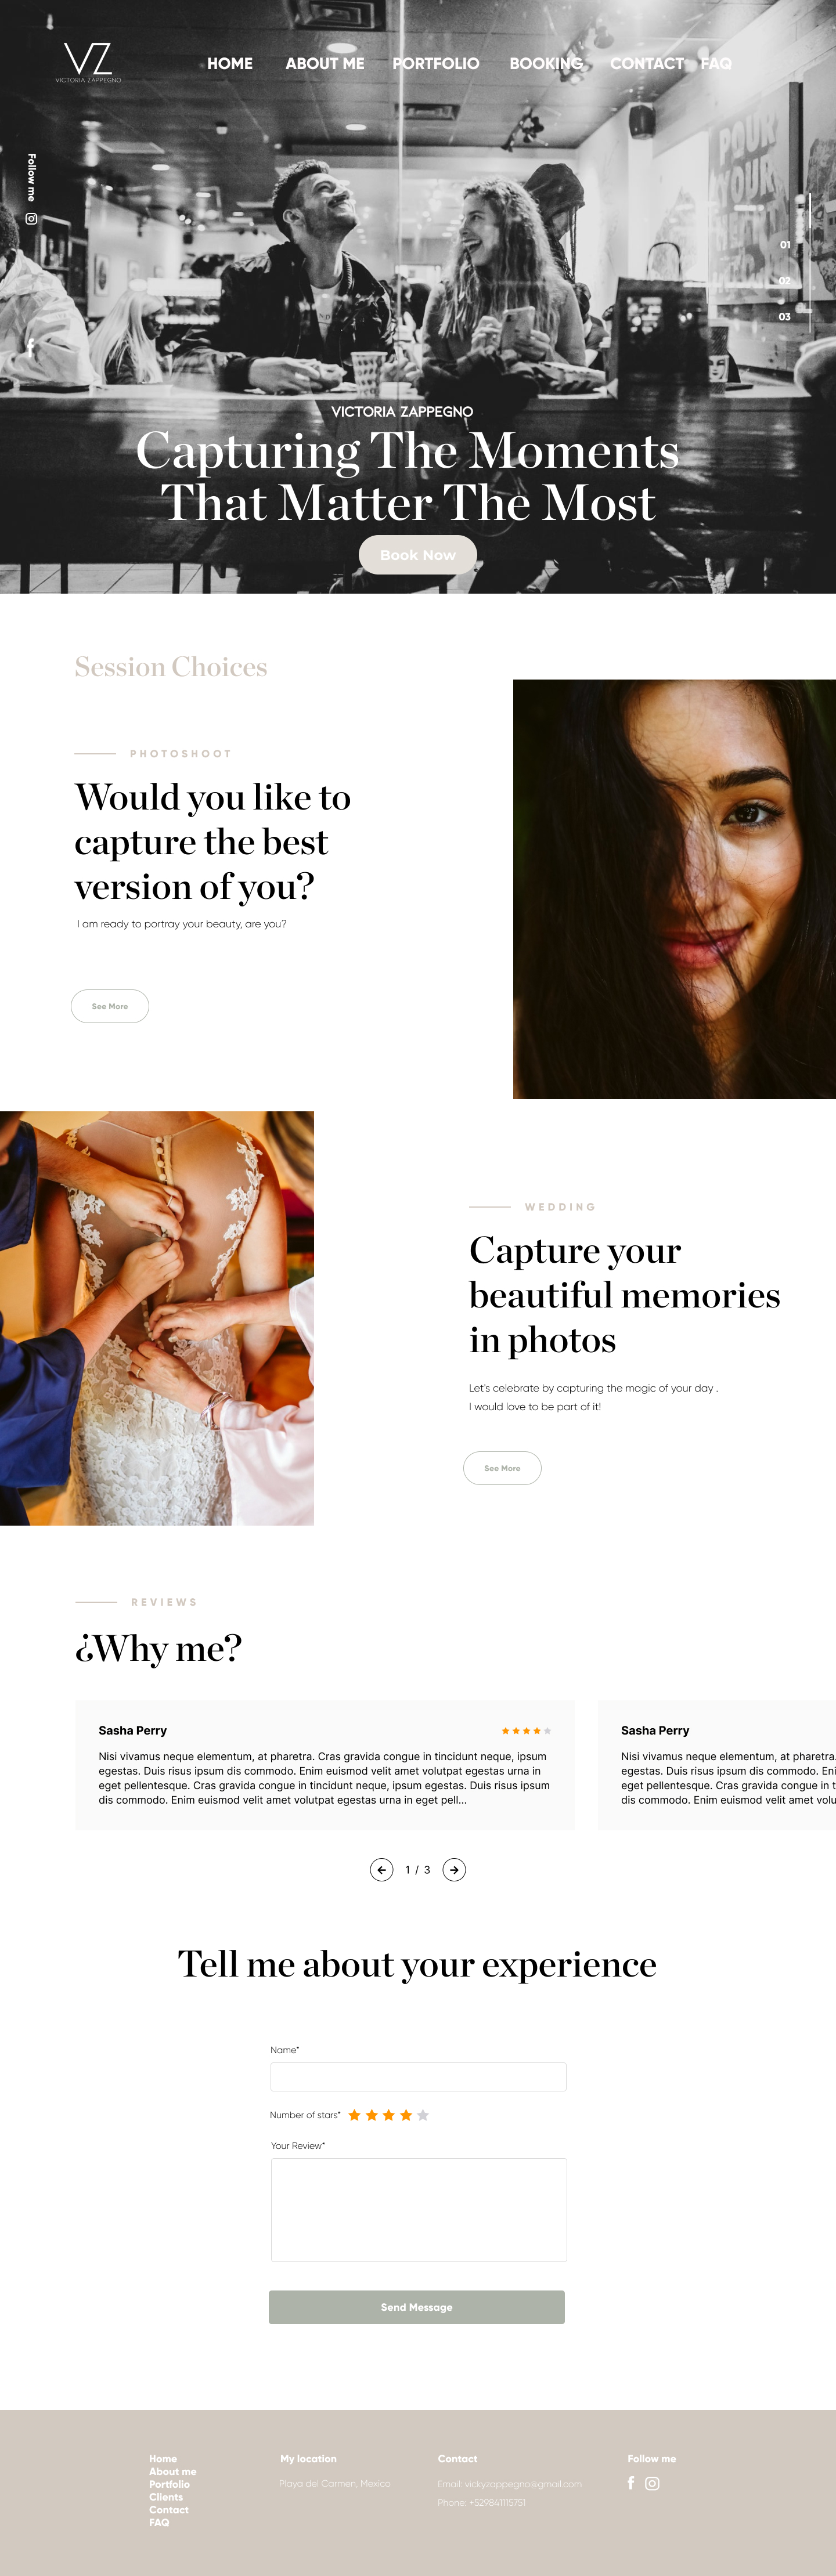 VZ
VICTORIA ZAPPEGNO
HOME ABOUT ME PORTFOLIO BOOKING CONTACT FAQ
Follow me
POUR
01
02
03
VICTORIA ZAPPEGNO
Capturing The Moments
That Matter The Most
Book Now
Session Choices
PHOTOSHOOT
Would you like to
capture the best
version of you?
I am ready to portray your beauty, are you?
See More
WEDDING
Capture your
beautiful memories
in photos
Let's celebrate by capturing the magic of your day .
I would love to be part of it!
See More
REVIEWS
¿Why me?
Sasha Perry
Nisi vivamus neque elementum, at pharetra. Cras gravida congue in tincidunt neque, ipsum
egestas. Duis risus ipsum dis commodo. Enim euismod velit amet volutpat egestas urna in
eget pellentesque. Cras gravida congue in tincidunt neque, ipsum egestas. Duis risus ipsum
dis commodo. Enim euismod velit amet volutpat egestas urna in eget pell...
Sasha Perry
Nisi vivamus neque elementum, at pharetra.
egestas. Duis risus ipsum dis commodo. Eni
eget pellentesque. Cras gravida congue in t
dis commodo. Enim euismod velit amet volu
1 / 3
Tell me about your experience
Name*
Number of stars*
Your Review*
Send Message
Home
About me
Portfolio
Clients
Contact
FAQ
My location
Playa del Carmen, Mexico
Contact
Email: vickyzappegno@gmail.com
Phone: +529841115751
Follow me